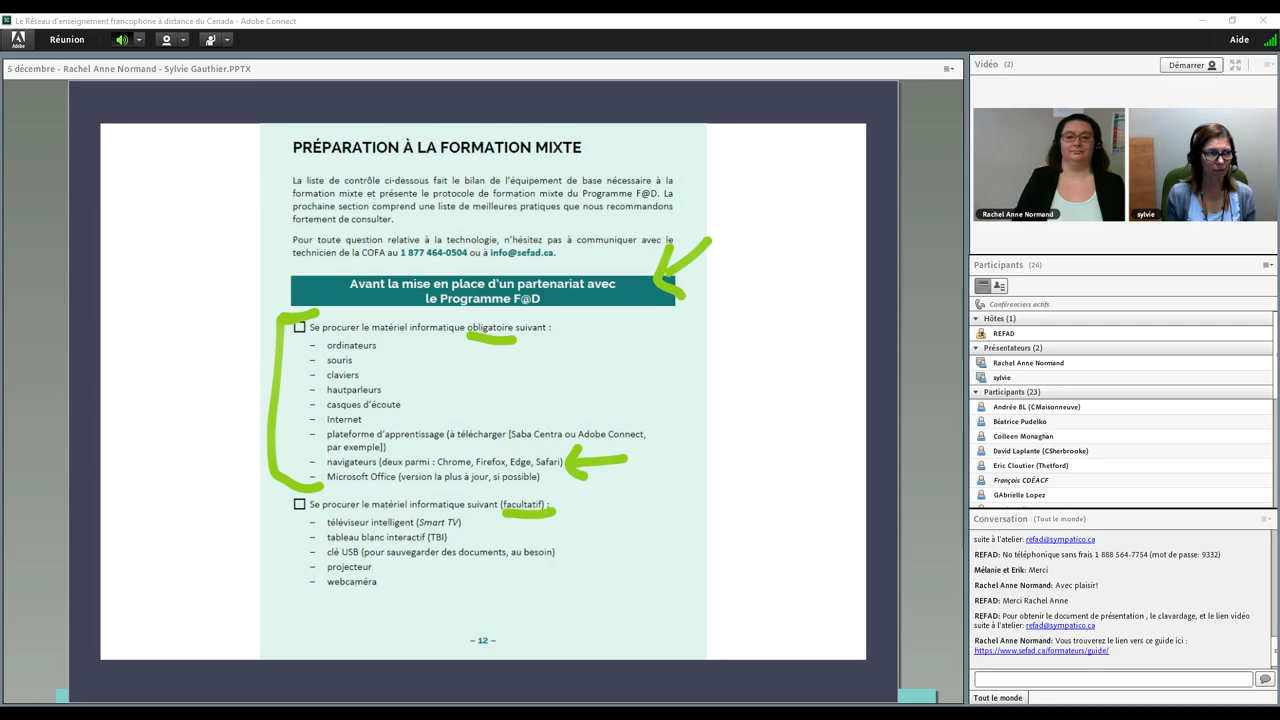 Le Réseau d'enseignement francophone à distance du Canada - Adobe Connect
Réunion
Aide
5 décembre - Rachel Anne Normand - Sylvie Gauthier.PPTX
PRÉPARATION À LA FORMATION MIXTE
La liste de contrôle ci-dessous fait le bilan de l'équipement de base nécessaire à la
formation mixte et présente le protocole de formation mixte du Programme F@D. La
prochaine section comprend une liste de meilleures pratiques que nous recommandons
fortement de consulter.
Pour toute question relative à la technologie, n'hésitez pas à communiquer avec le
technicien de la COFA au 1 877 464-0504 ou à info@sefad.ca.
Avant la mise en place d'un partenariat avec
le Programme F@D
Se procurer le matériel informatique obligatoire suivant :
– ordinateurs
– souris
– claviers
– hautparleurs
– casques d'écoute
– Internet
– plateforme d'apprentissage (à télécharger [Saba Centra ou Adobe Connect,
par exemple])
– navigateurs (deux parmi : Chrome, Firefox, Edge, Safari)
– Microsoft Office (version la plus à jour, si possible)
Se procurer le matériel informatique suivant (facultatif) :
– téléviseur intelligent (Smart TV)
– tableau blanc interactif (TBI)
– clé USB (pour sauvegarder des documents, au besoin)
– projecteur
– webcaméra
– 12 –
Vidéo (2)
Démarrer
Rachel Anne Normand
sylvie
Participants (26)
Conférenciers actifs
Hôtes (1)
REFAD
Présentateurs (2)
Rachel Anne Normand
sylvie
Participants (23)
Andrée BL (CMaisonneuve)
Béatrice Pudelko
Colleen Monaghan
David Laplante (CSherbrooke)
Eric Cloutier (Thetford)
François CDÉACF
GAbrielle Lopez
Conversation (Tout le monde)
suite à l'atelier: refad@sympatico.ca
REFAD: No téléphonique sans frais 1 888 564-7754 (mot de passe: 9332)
Mélanie et Erik: Merci
Rachel Anne Normand: Avec plaisir!
REFAD: Merci Rachel Anne
REFAD: Pour obtenir le document de présentation , le clavardage, et le lien vidéo
suite à l'atelier: refad@sympatico.ca
Rachel Anne Normand: Vous trouverez le lien vers ce guide ici :
https://www.sefad.ca/formateurs/guide/
Tout le monde